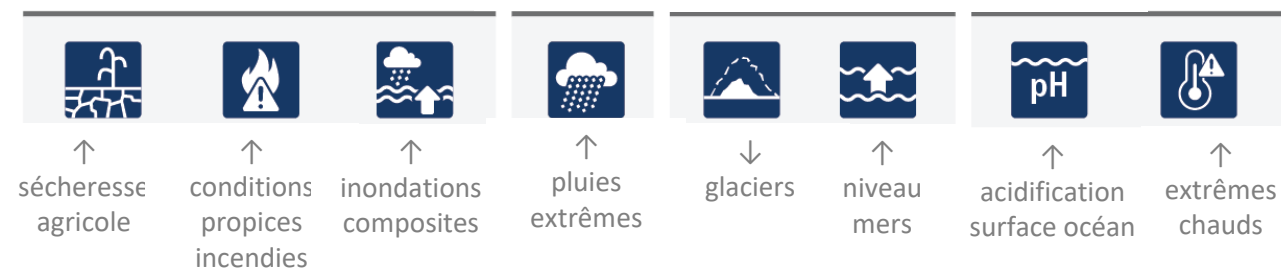 pH
↑
sécheresse
agricole
↑
conditions
propices
incendies
↑
inondations
composites
↑
pluies
extrêmes
↓
glaciers
↑
niveau
mers
↑
acidification
surface océan
↑
extrêmes
chauds